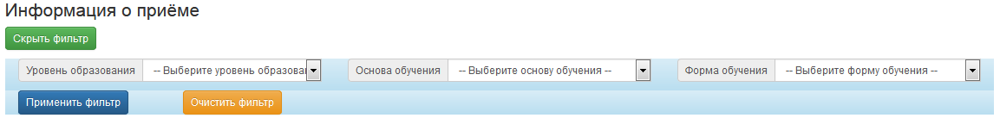 Информация о приёме
Скрыть фильтр
Уровень образования -- Выберите уровень образован Основа обучения -- Выберите основу обучения -- Форма обучения -- Выберите форму обучения --
Применить фильтр Очистить фильтр